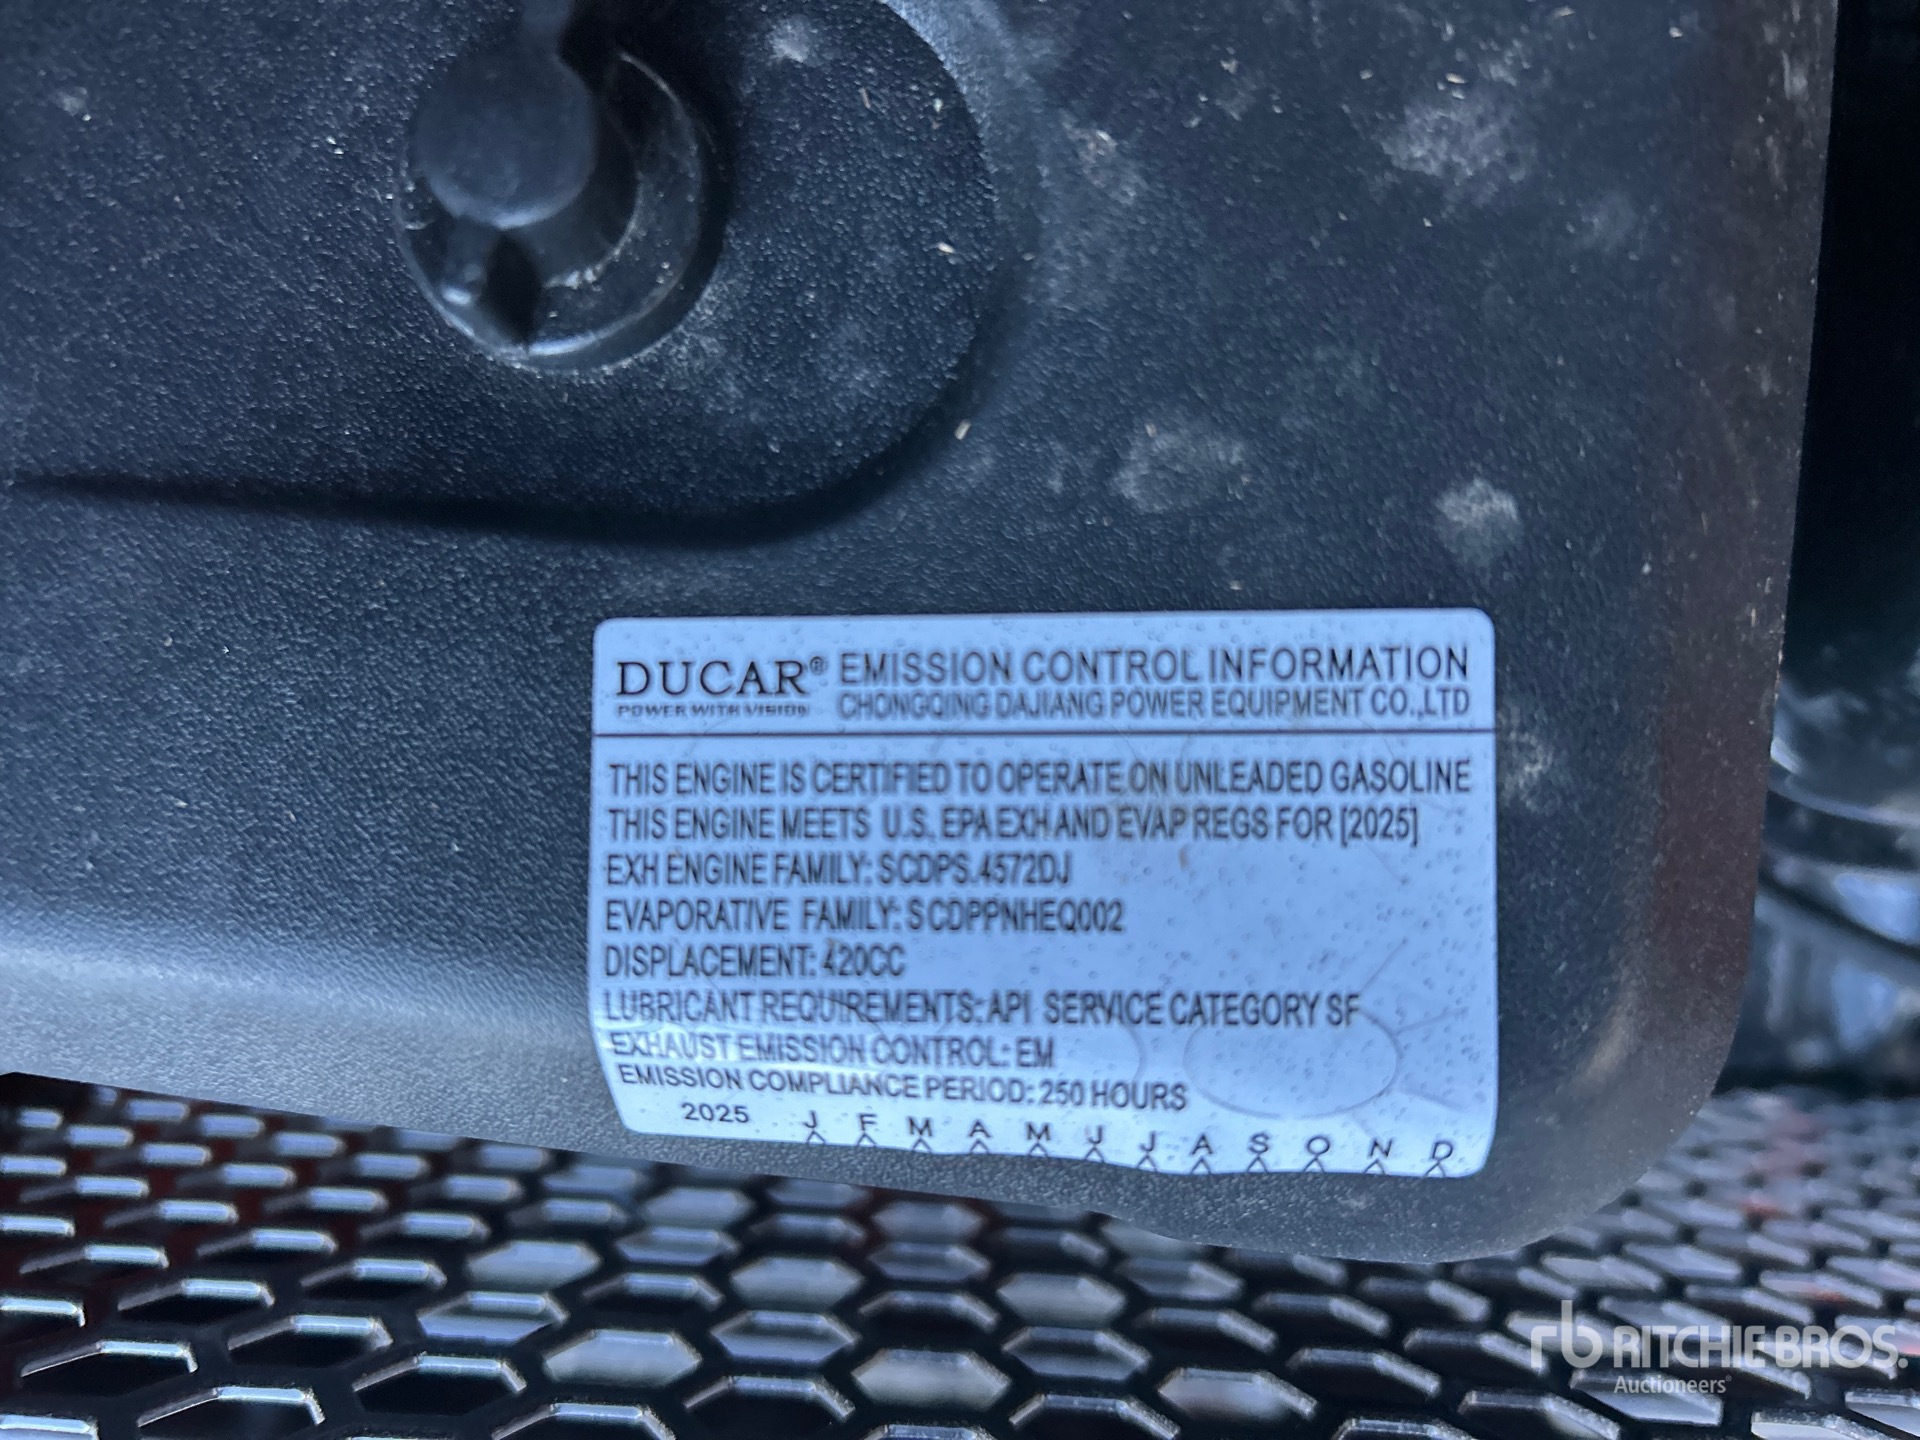 DUCAR® EMISSION CONTROL INFORMATION
POWER WITH VISION CHONGQING DAJIANG POWER EQUIPMENT CO.,LTD
THIS ENGINE IS CERTIFIED TO OPERATE ON UNLEADED GASOLINE
THIS ENGINE MEETS U.S. EPA EXH AND EVAP REGS FOR [2025]
EXH ENGINE FAMILY: SCDPS.4572DJ
EVAPORATIVE FAMILY: SCDPPNHEQ002
DISPLACEMENT: 420CC
LUBRICANT REQUIREMENTS: API SERVICE CATEGORY SF
EXHAUST EMISSION CONTROL: EM
EMISSION COMPLIANCE PERIOD: 250 HOURS
2025 J F M A M J J A S O N D
rb RITCHIE BROS.
Auctioneers®